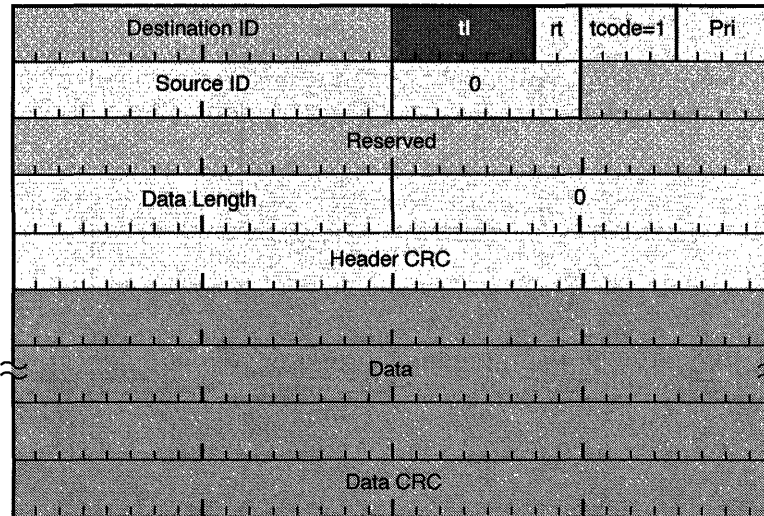 Destination ID tl rt tcode=1 Pri
Source ID 0
Reserved
Data Length 0
Header CRC
Data
Data CRC